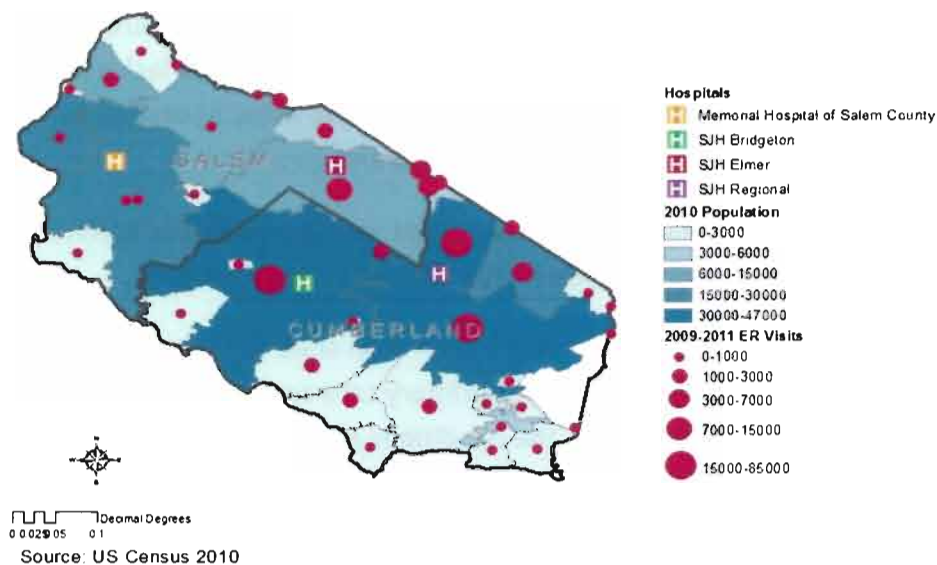 SALEM
CUMBERLAND
Hospitals
H Memorial Hospital of Salem County
H SJH Bridgeton
H SJH Elmer
H SJH Regional
2010 Population
0-3000
3000-6000
6000-15000
15000-30000
30000-47000
2009-2011 ER Visits
0-1000
1000-3000
3000-7000
7000-15000
15000-85000
Decimal Degrees
0 0.025 0.05 0.1
Source: US Census 2010